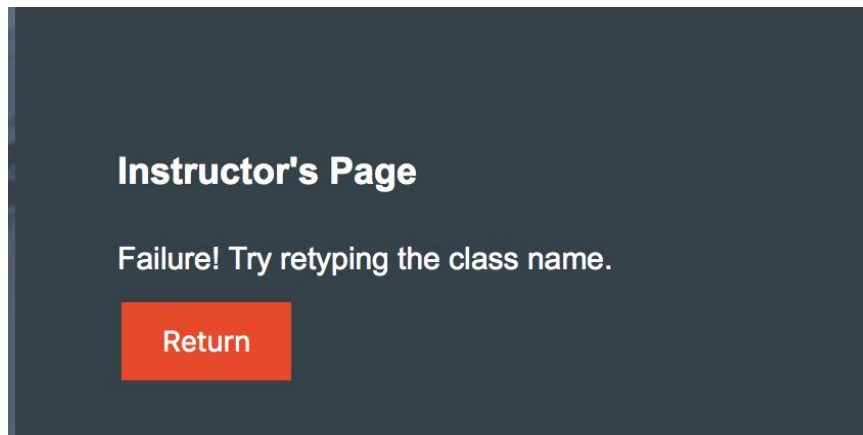 Instructor's Page
Failure! Try retyping the class name.
Return